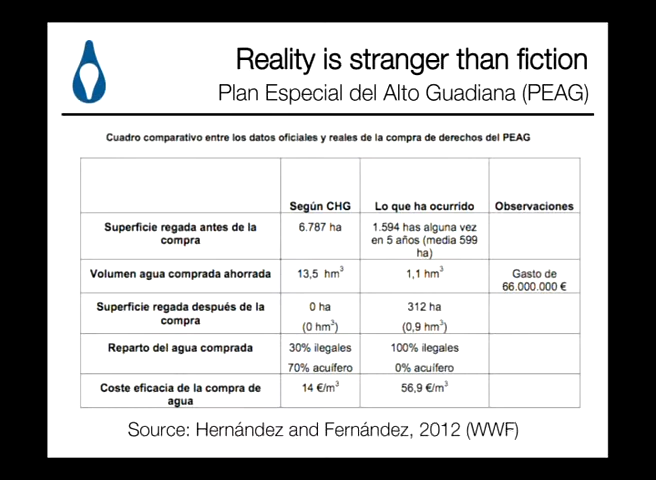 Reality is stranger than fiction
Plan Especial del Alto Guadiana (PEAG)
Cuadro comparativo entre los datos oficiales y reales de la compra de derechos del PEAG
Según CHG Lo que ha ocurrido Observaciones
Superficie regada antes de la compra 6.787 ha 1.594 has alguna vez en 5 años (media 599 ha)
Volumen agua comprada ahorrada 13,5 hm³ 1,1 hm³ Gasto de 66.000.000 €
Superficie regada después de la compra 0 ha (0 hm³) 312 ha (0,9 hm³)
Reparto del agua comprada 30% ilegales 70% acuífero 100% ilegales 0% acuífero
Coste eficacia de la compra de agua 14 €/m³ 56,9 €/m³
Source: Hernández and Fernández, 2012 (WWF)